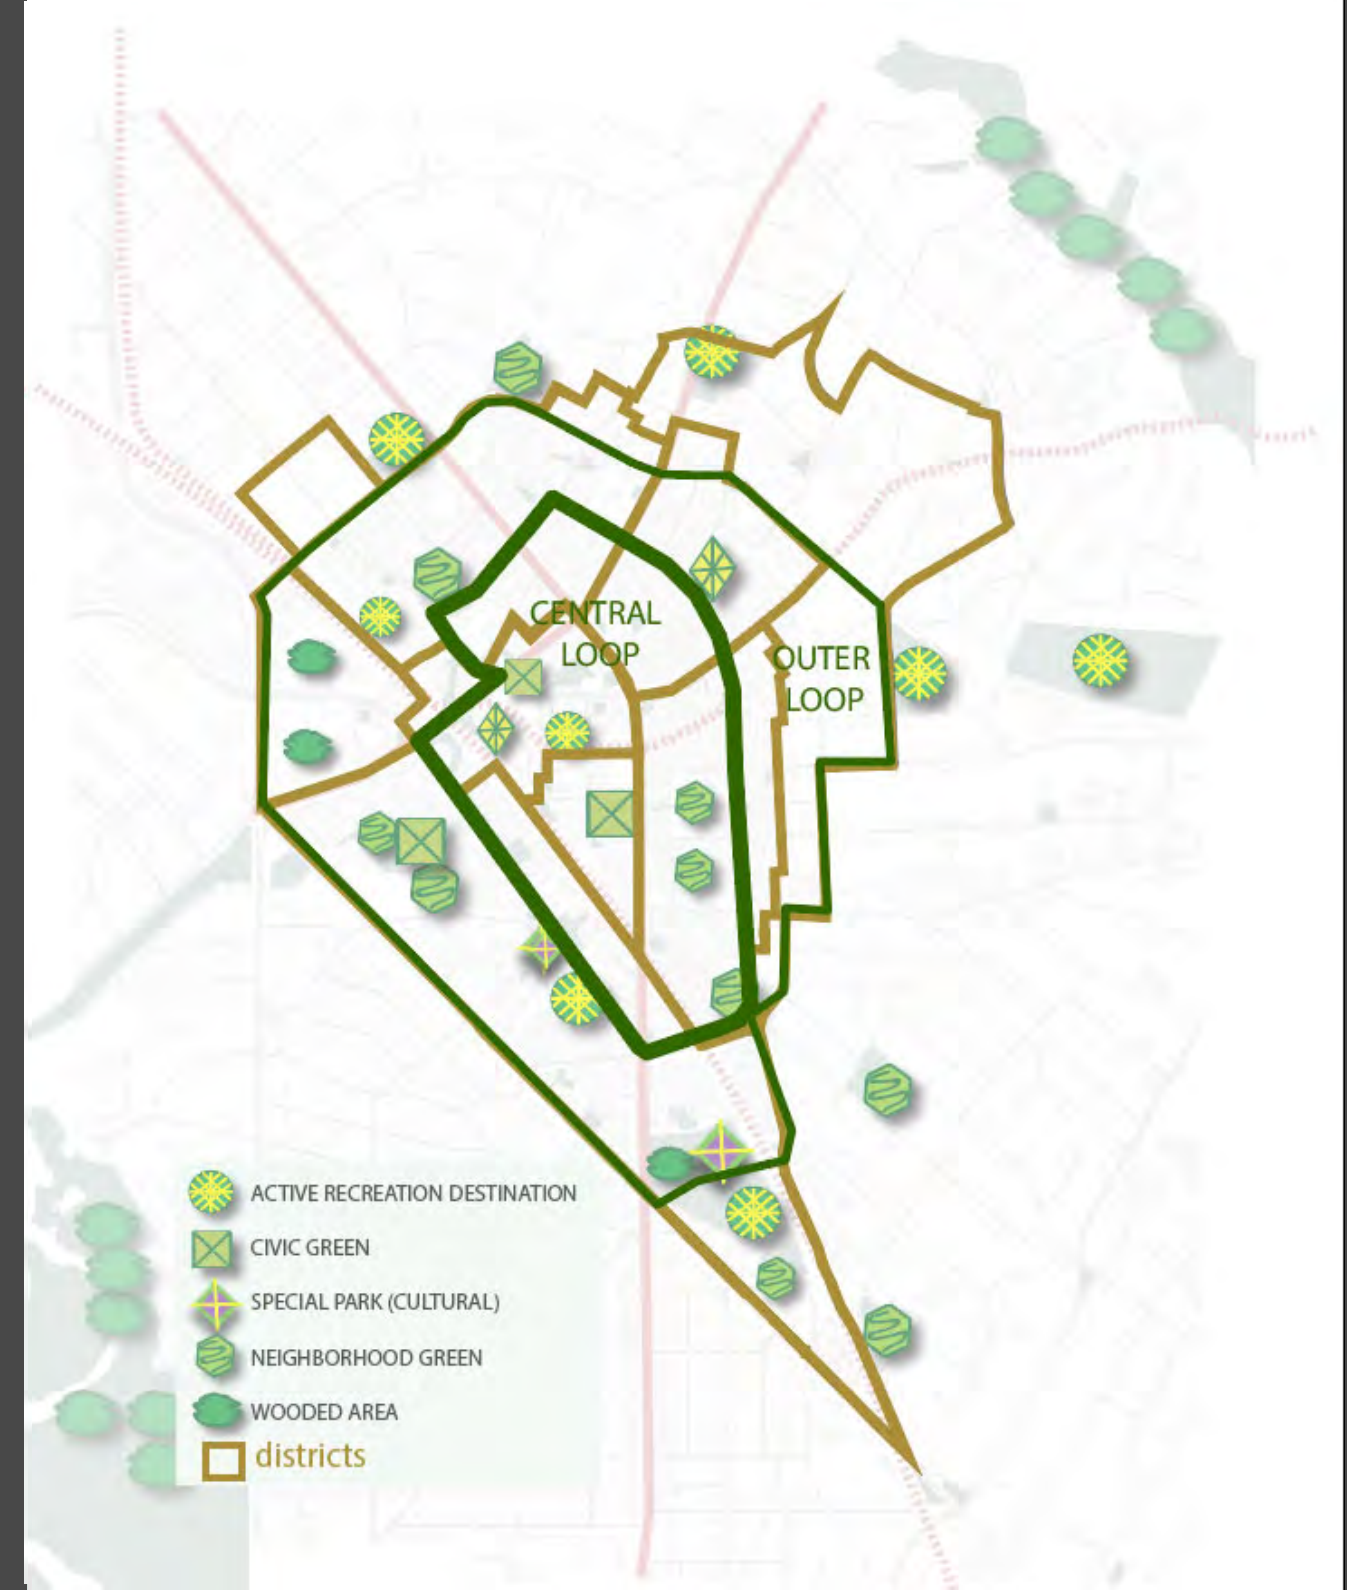 CENTRAL
LOOP
OUTER
LOOP
ACTIVE RECREATION DESTINATION
CIVIC GREEN
SPECIAL PARK (CULTURAL)
NEIGHBORHOOD GREEN
WOODED AREA
districts